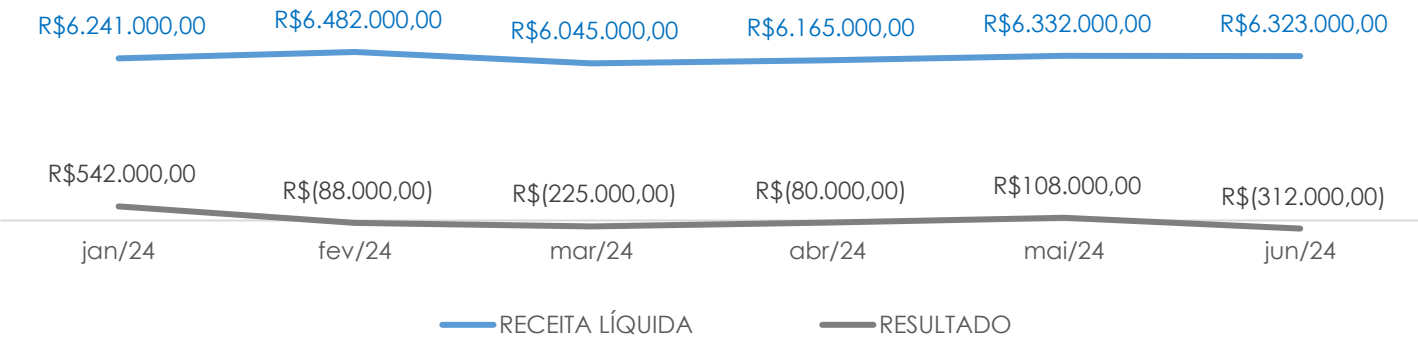 R$6.241.000,00 R$6.482.000,00 R$6.045.000,00 R$6.165.000,00 R$6.332.000,00 R$6.323.000,00
R$542.000,00 R$(88.000,00) R$(225.000,00) R$(80.000,00) R$108.000,00 R$(312.000,00)
jan/24 fev/24 mar/24 abr/24 mai/24 jun/24
RECEITA LÍQUIDA RESULTADO